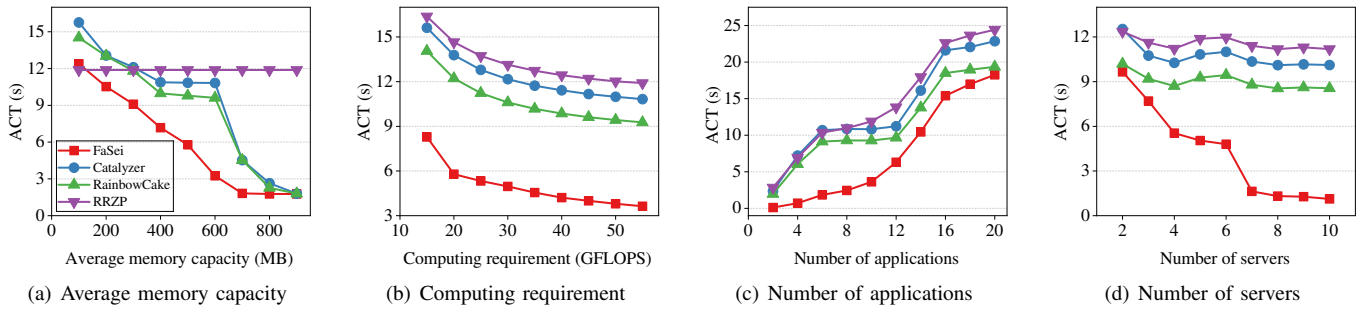 ACT (s)
15
12
9
6
3
0
0 200 400 600 800
FaSei
Catalyzer
RainbowCake
RRZP
Average memory capacity (MB)
(a) Average memory capacity
ACT (s)
15
12
9
6
3
10 20 30 40 50
Computing requirement (GFLOPS)
(b) Computing requirement
ACT (s)
25
20
15
10
5
0
0 4 8 12 16 20
Number of applications
(c) Number of applications
ACT (s)
12
9
6
3
0
2 4 6 8 10
Number of servers
(d) Number of servers